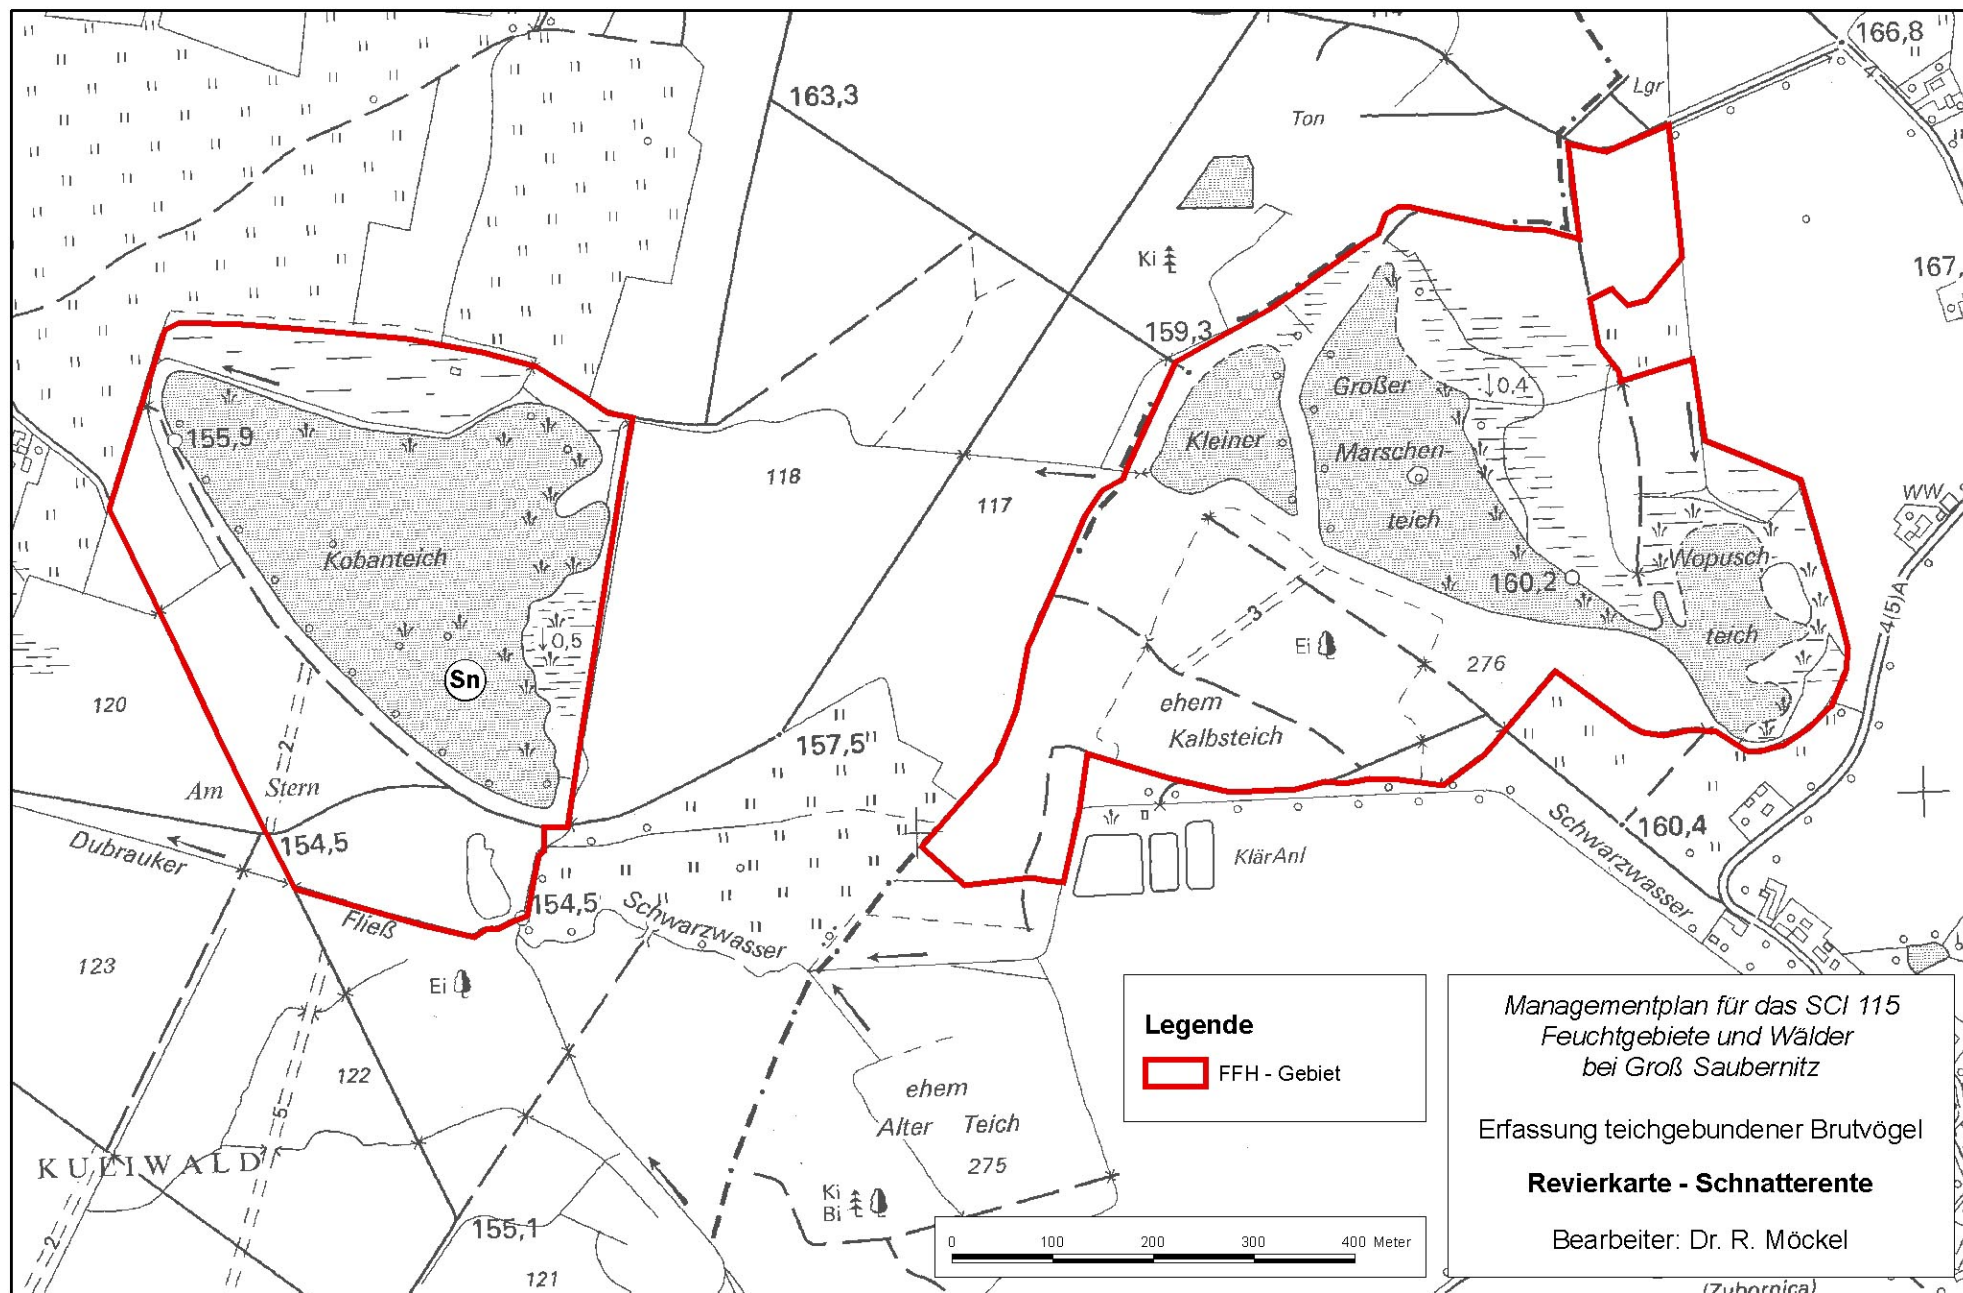 166,8
163,3
Lgr
Ton
Ki
167,
159,3
Großer
0,4
155,9
Kleiner
Marschen-
118
117
teich
WW
Kobanteich
Wopusch-
160,2
4(5)A
4
0,5
3
Ei
276
teich
Sn
120
ehem
Kalbsteich
157,5
2
Am Stern
154,5
Dubrauker
Fließ
154,5
Schwarzwasser
KlärAnl
Schwarzwasser
160,4
123
Ei
122
5
ehem
Alter Teich
275
KULIWALD
Ki
Bi
155,1
2
121
Legende
FFH - Gebiet
0 100 200 300 400 Meter
Managementplan für das SCI 115
Feuchtgebiete und Wälder
bei Groß Saubernitz
Erfassung teichgebundener Brutvögel
Revierkarte - Schnatterente
Bearbeiter: Dr. R. Möckel
(Zubornica)